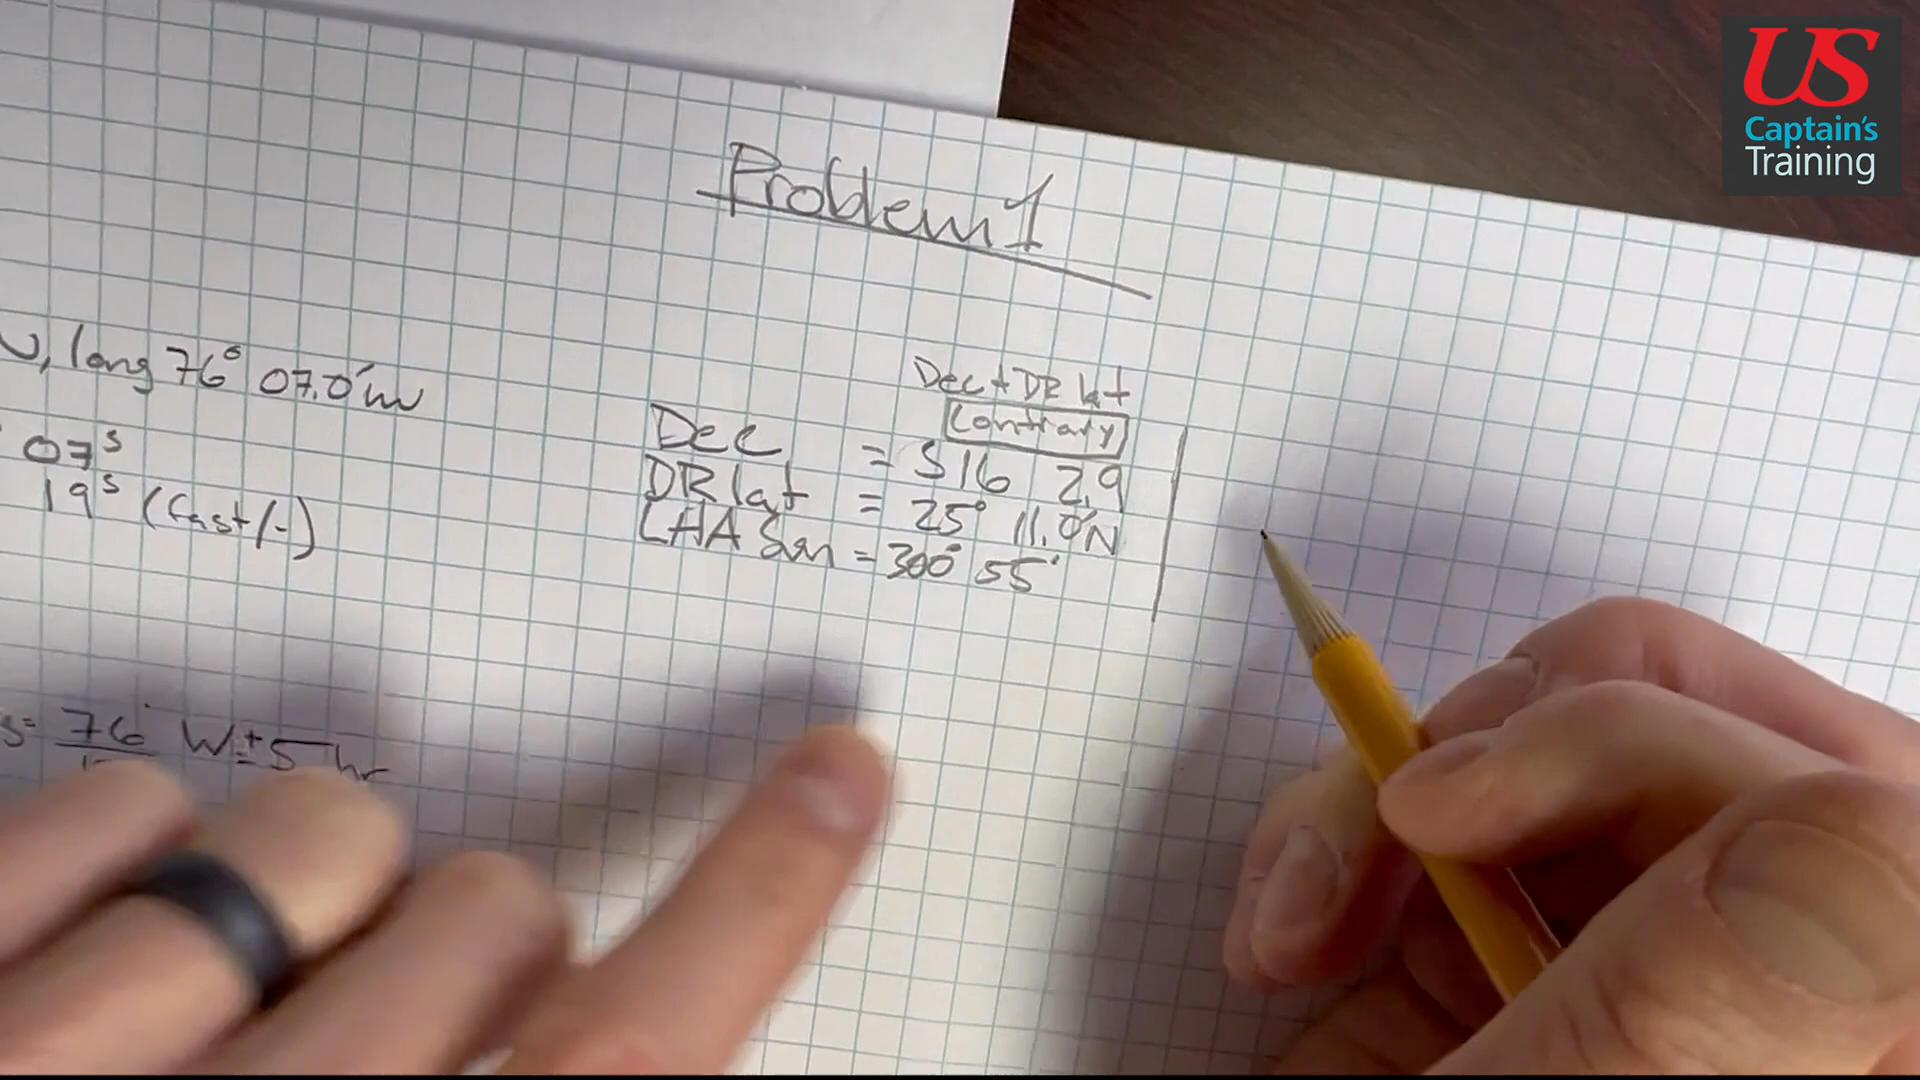 US
Captain's
Training
Problem 1
, long 76° 07.0' W
07s
19s (fast/-)
76° W ± 5 hr
Dec + DR lat
Contrary
Dec = S16 2.9
DR lat = 25° 11.0'N
LHA Sun = 300° 55'